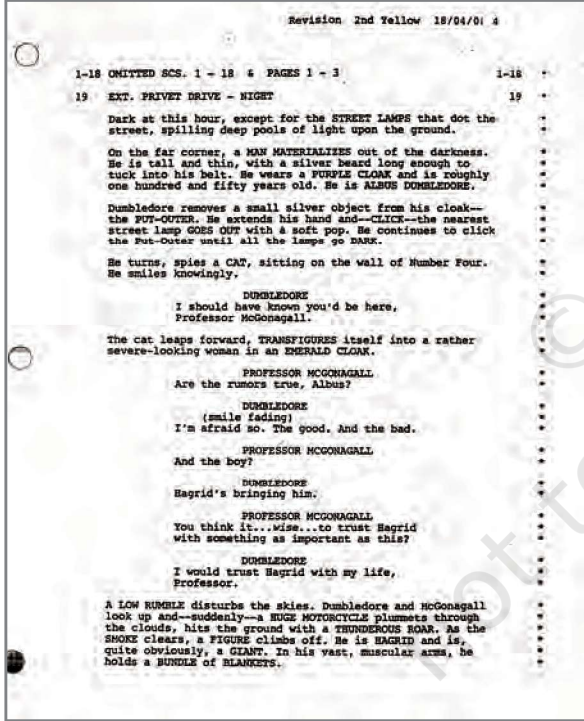 Revision 2nd Yellow 18/04/0 4
1-18 OMITTED SCS. 1 - 18 & PAGES 1 - 3 1-18 *
19 EXT. PRIVET DRIVE - NIGHT 19 *
Dark at this hour, except for the STREET LAMPS that dot the *
street, spilling deep pools of light upon the ground. *
On the far corner, a MAN MATERIALIZES out of the darkness. *
He is tall and thin, with a silver beard long enough to *
tuck into his belt. He wears a PURPLE CLOAK and is roughly *
one hundred and fifty years old. He is ALBUS DUMBLEDORE. *
Dumbledore removes a small silver object from his cloak-- *
the PUT-OUTER. He extends his hand and--CLICK--the nearest *
street lamp GOES OUT with a soft pop. He continues to click *
the Put-Outer until all the lamps go DARK. *
He turns, spies a CAT, sitting on the wall of Number Four. *
He smiles knowingly. *
DUMBLEDORE *
I should have known you'd be here, *
Professor McGonagall. *
The cat leaps forward, TRANSFIGURES itself into a rather *
severe-looking woman in an EMERALD CLOAK. *
PROFESSOR MCGONAGALL *
Are the rumors true, Albus? *
DUMBLEDORE *
(smile fading) *
I'm afraid so. The good. And the bad. *
PROFESSOR MCGONAGALL *
And the boy? *
DUMBLEDORE *
Hagrid's bringing him. *
PROFESSOR MCGONAGALL *
You think it...wise...to trust Hagrid *
with something as important as this? *
DUMBLEDORE *
I would trust Hagrid with my life, *
Professor. *
A LOW RUMBLE disturbs the skies. Dumbledore and McGonagall *
look up and--suddenly--a HUGE MOTORCYCLE plummets through *
the clouds, hits the ground with a THUNDEROUS ROAR. As the *
SMOKE clears, a FIGURE climbs off. He is HAGRID and is, *
quite obviously, a GIANT. In his vast, muscular arms, he *
holds a BUNDLE of BLANKETS. *
©
not to